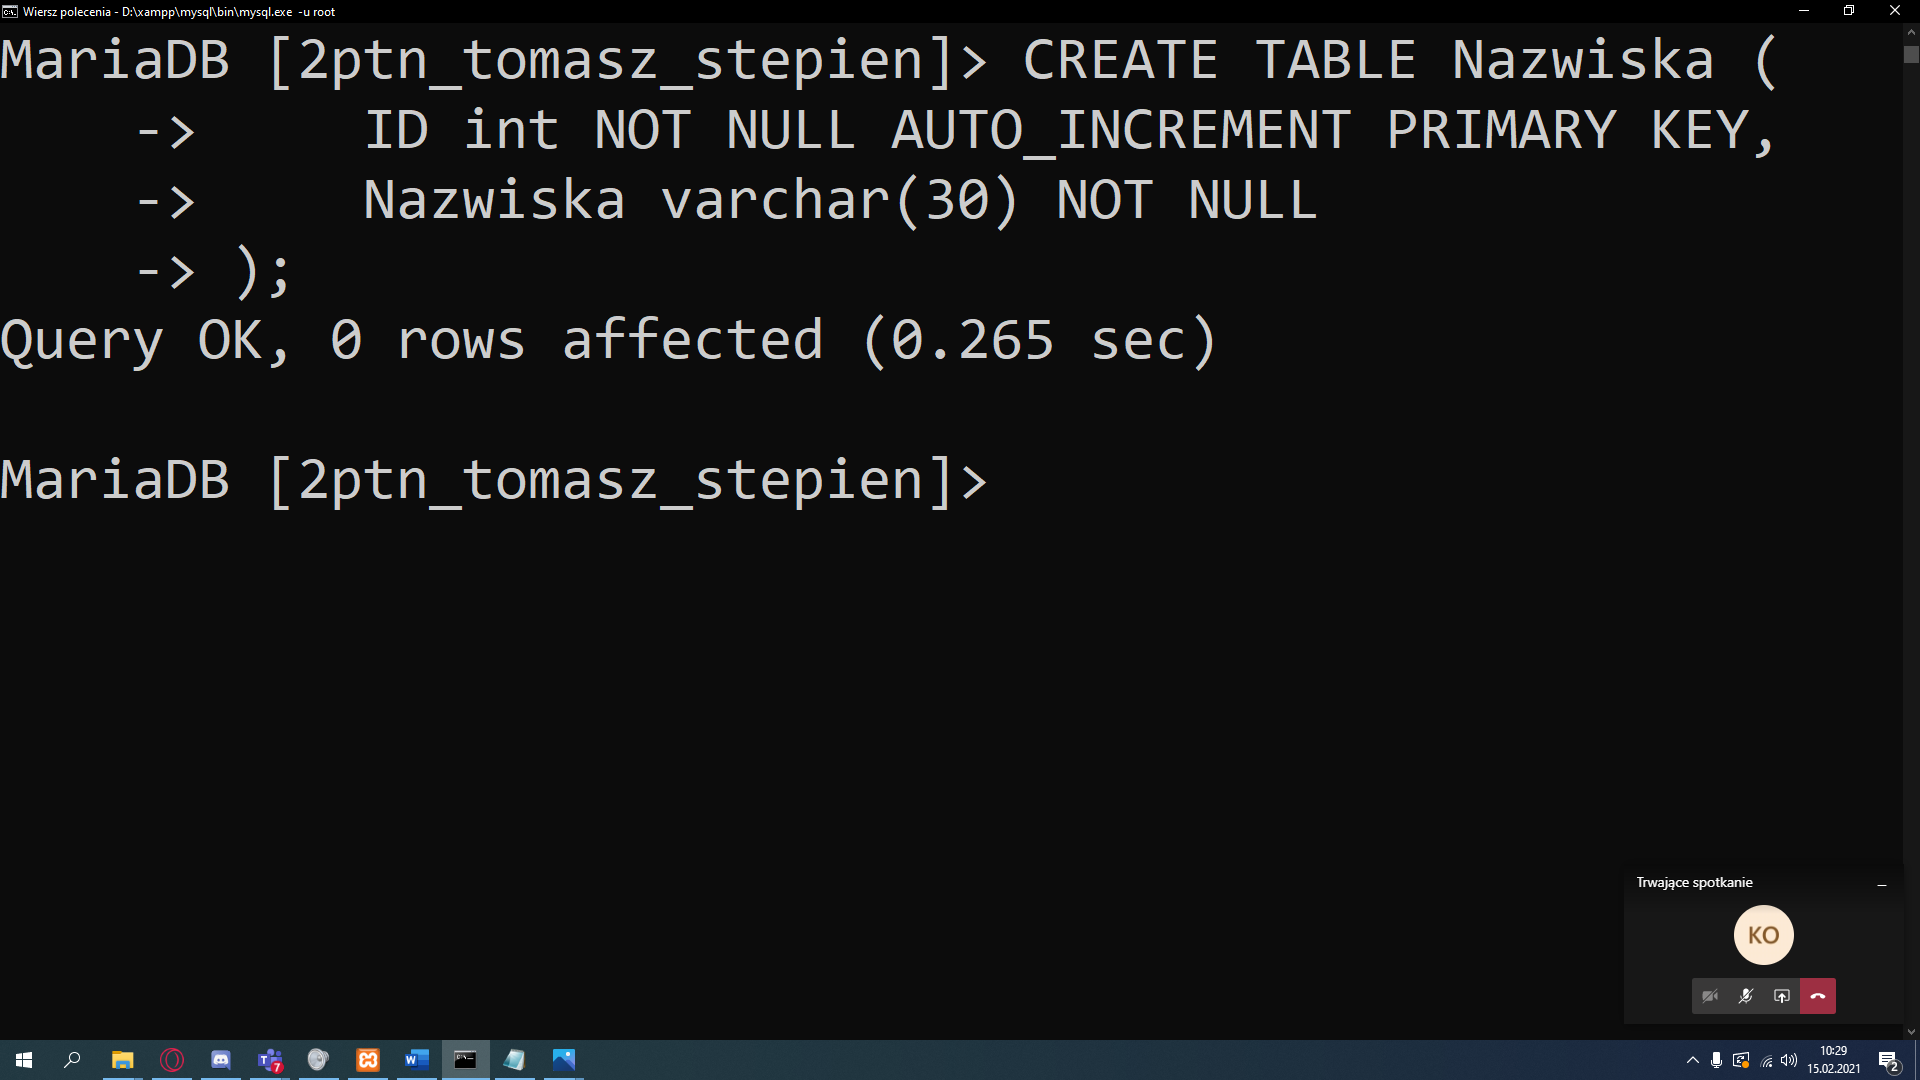 Wiersz polecenia - D:\xampp\mysql\bin\mysql.exe -u root
MariaDB [2ptn_tomasz_stepien]> CREATE TABLE Nazwiska (
    ->     ID int NOT NULL AUTO_INCREMENT PRIMARY KEY,
    ->     Nazwiska varchar(30) NOT NULL
    -> );
Query OK, 0 rows affected (0.265 sec)
MariaDB [2ptn_tomasz_stepien]>
Trwające spotkanie
KO
7
10:29
15.02.2021
2